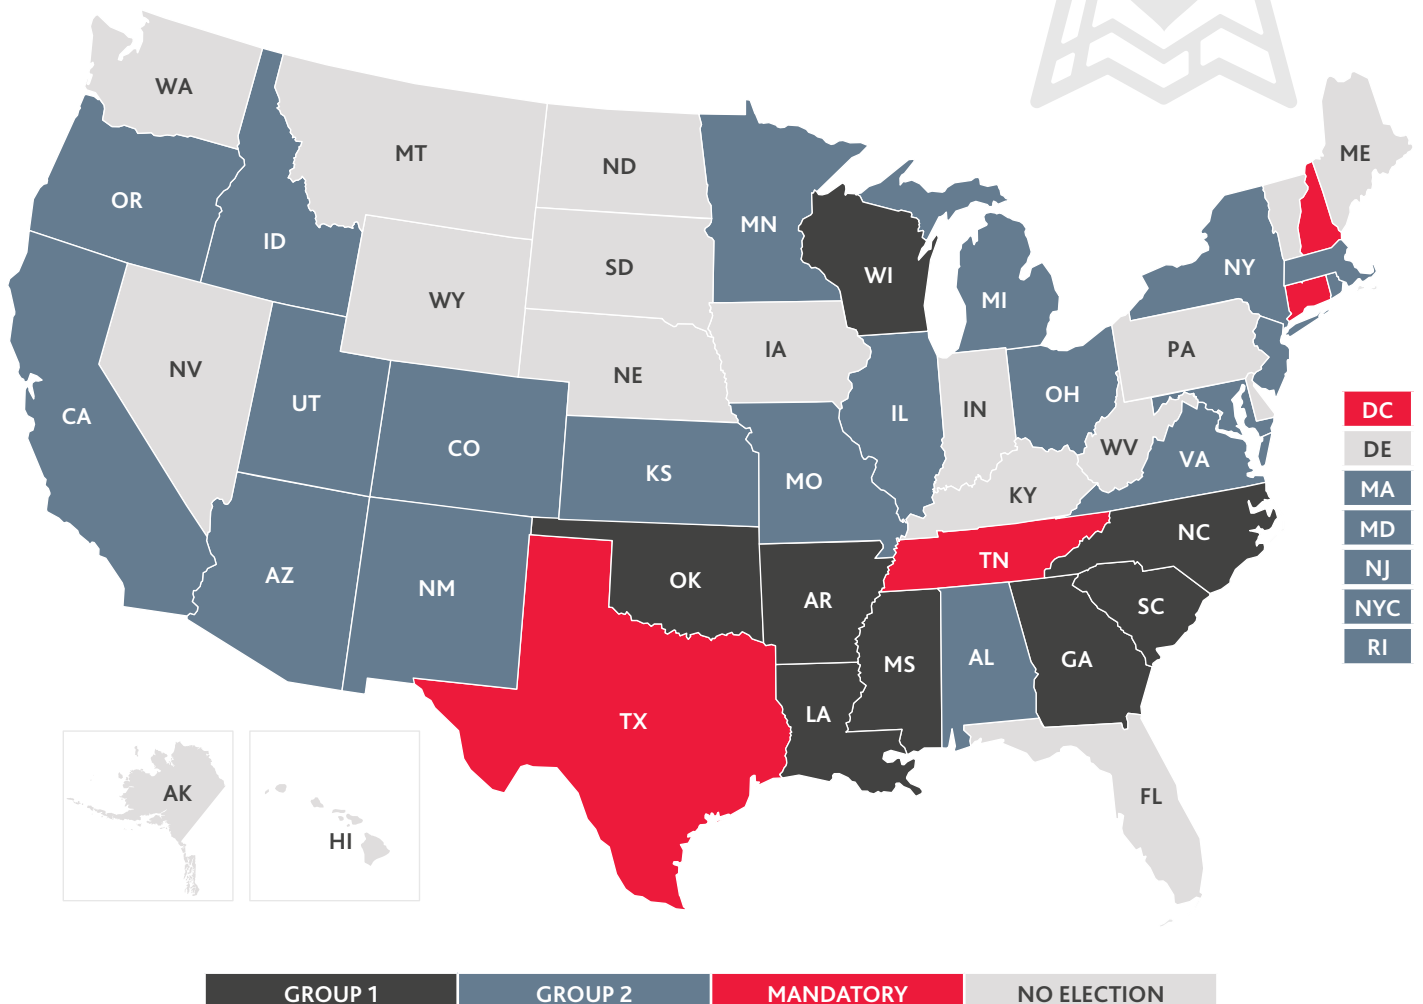 WA
MT
ND
ME
OR
MN
ID
SD
WI
NY
MI
WY
IA
PA
NV
NE
UT
IL
IN
OH
CA
CO
KS
MO
WV
VA
KY
DC
DE
MA
MD
NJ
NYC
RI
NC
TN
AZ
NM
OK
AR
SC
MS
AL
GA
TX
LA
AK
HI
FL
GROUP 1
GROUP 2
MANDATORY
NO ELECTION